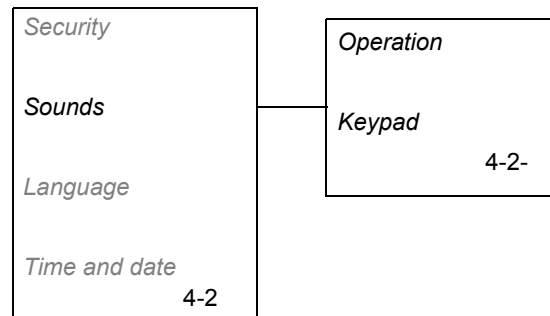 Security
Sounds
Language
Time and date
4-2
Operation
Keypad
4-2-